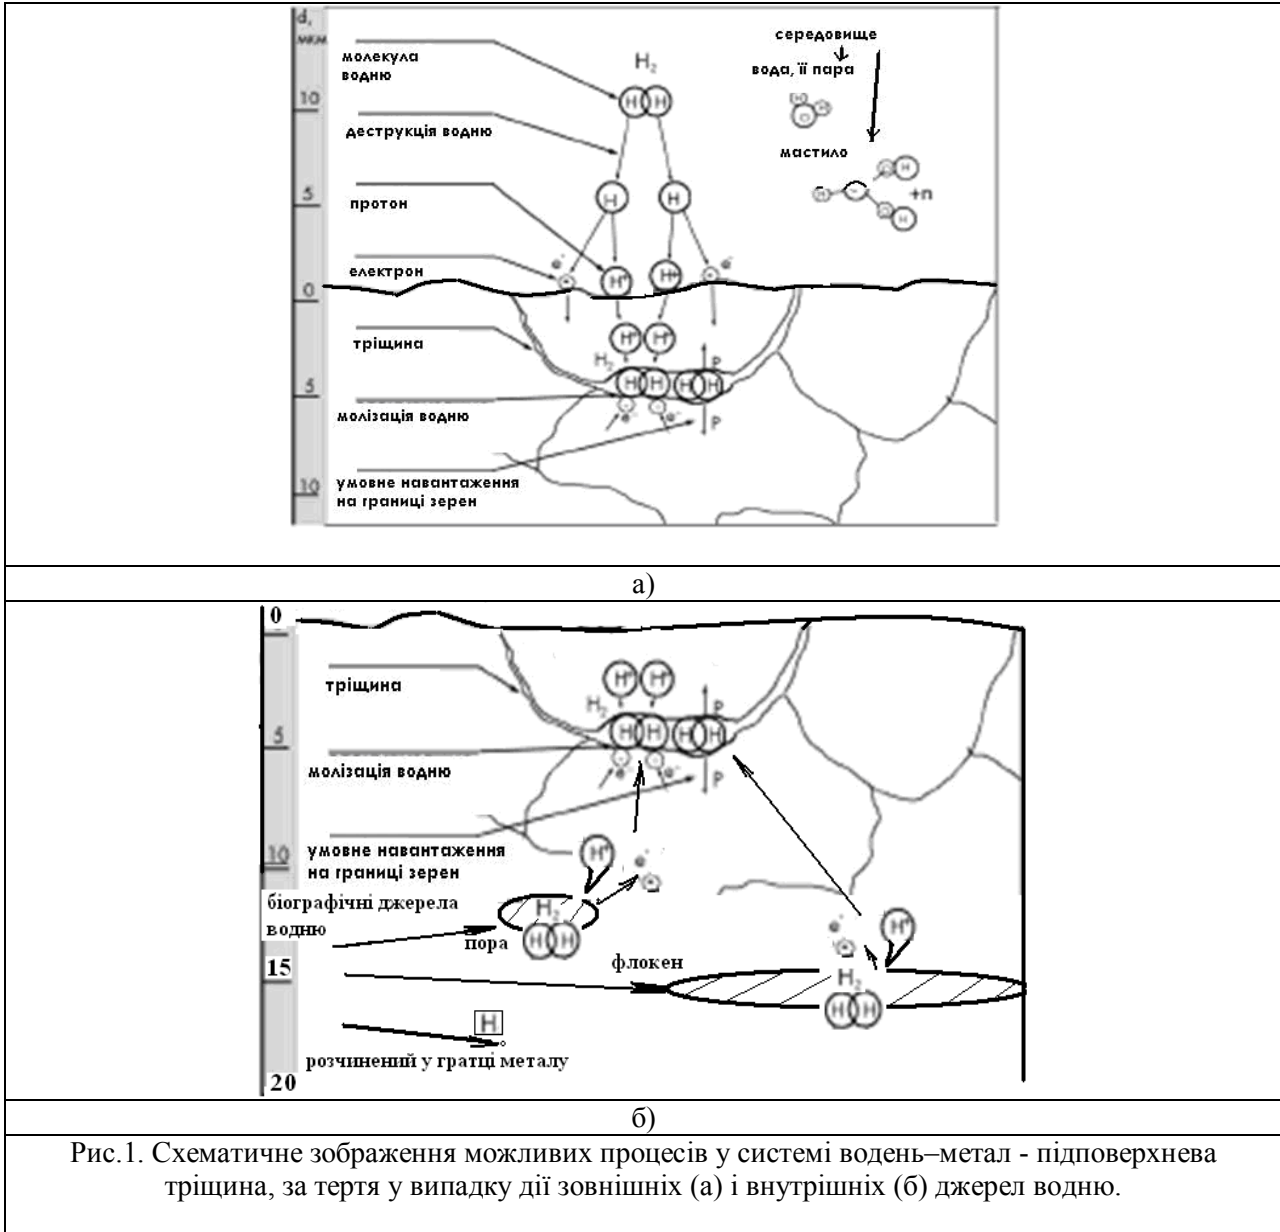 d,
мкм
10
5
0
5
10
молекула
водню
деструкція водню
протон
електрон
тріщина
молізація водню
умовне навантаження
на границі зерен
H₂
H H
H H
e⁻ H⁺ H⁺ e⁻
H⁺ H⁺
H₂
H H H H
P
e⁻ e⁻
P
середовище
вода, її пара
мастило
H
H
+n
H
а)
0
5
10
15
20
тріщина
молізація водню
умовне навантаження
на границі зерен
біографічні джерела
водню
пора
флокен
розчинений у гратці металу
H⁺ H⁺
H₂
H H H H
P
e⁻ e⁻
P
H⁺
e⁻
H₂
H H
e⁻
H⁺
H₂
H H
H
б)
Рис.1. Схематичне зображення можливих процесів у системі водень–метал - підповерхнева
тріщина, за тертя у випадку дії зовнішніх (а) і внутрішніх (б) джерел водню.